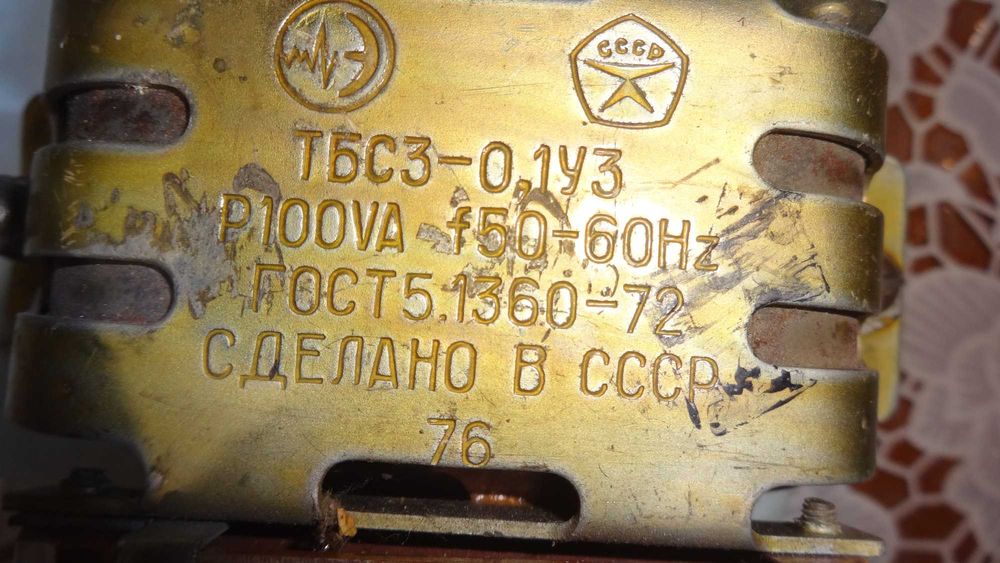 СССР
ТБС3-0,1У3
P100VA f50-60Hz
ГОСТ5.1360-72
СДЕЛАНО В СССР
76